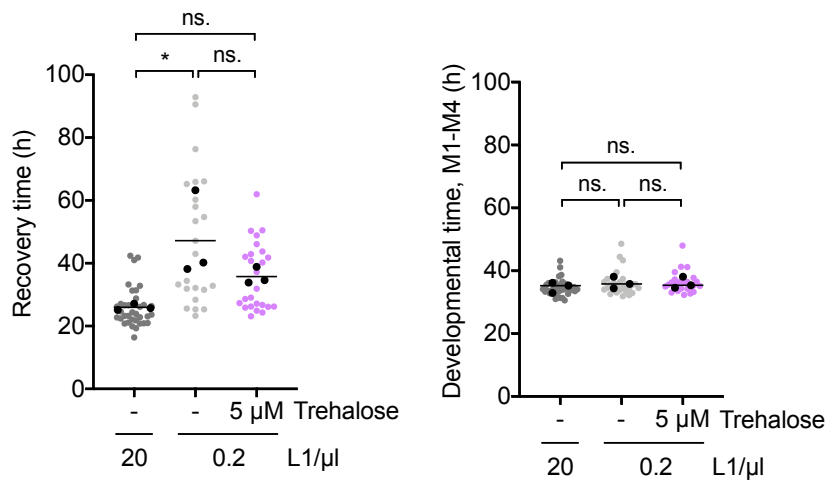 ns.
* ns.
100
80
60
40
20
0
Recovery time (h)
- - 5 µM Trehalose
20 0.2 L1/µl
100
80
60
40
20
0
Developmental time, M1-M4 (h)
ns.
ns. ns.
- - 5 µM Trehalose
20 0.2 L1/µl